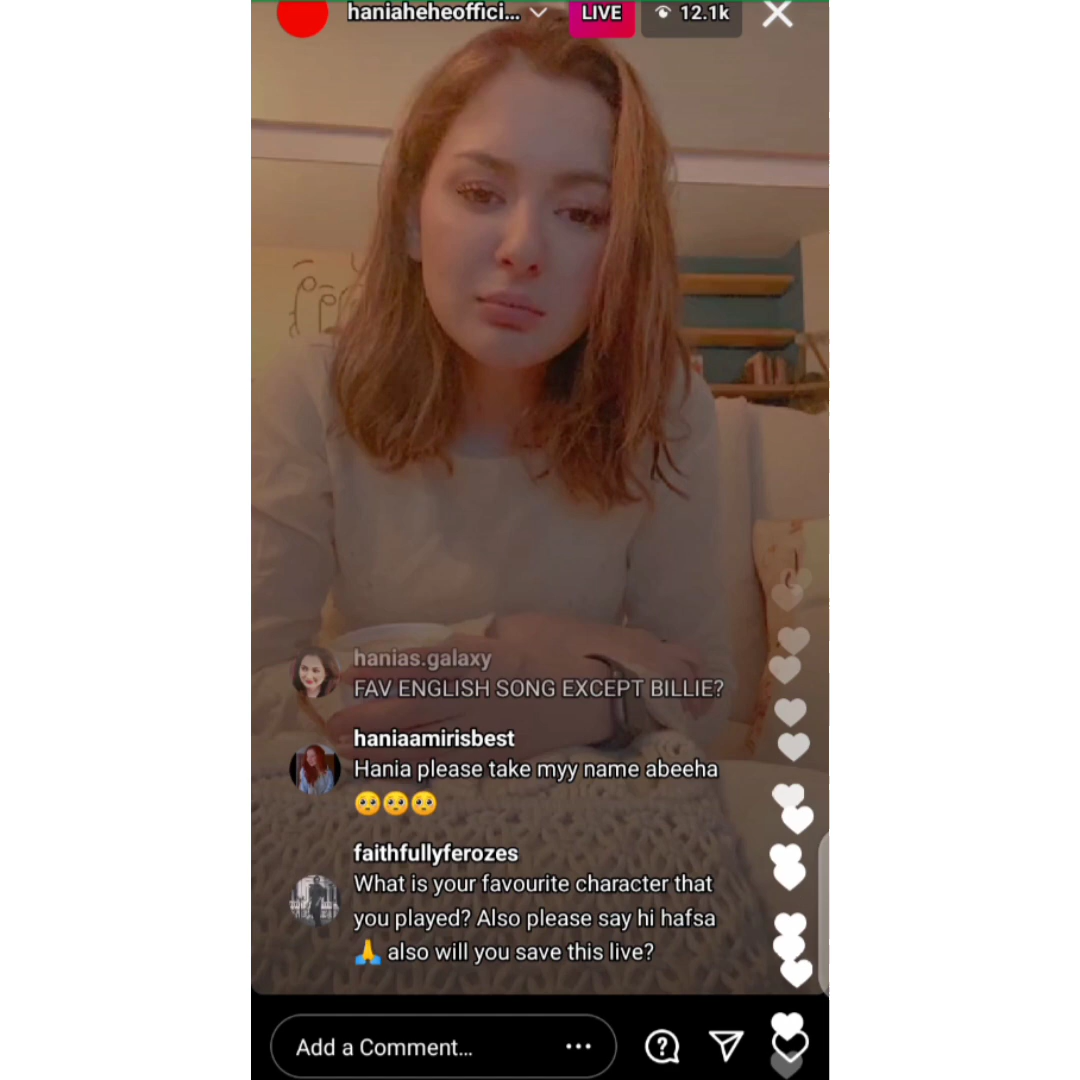 haniaheheoffici...
LIVE
12.1k
hanias.galaxy
FAV ENGLISH SONG EXCEPT BILLIE?
haniaamirisbest
Hania please take myy name abeeha
🥺🥺🥺
faithfullyferozes
What is your favourite character that
you played? Also please say hi hafsa
🙏 also will you save this live?
Add a Comment...